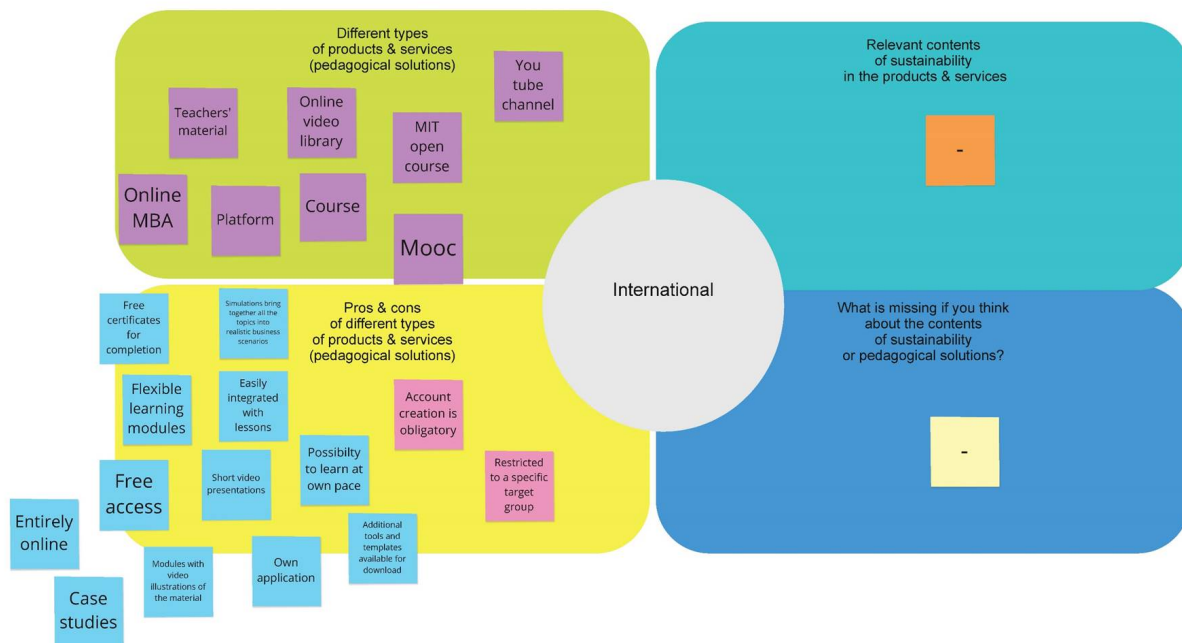 Different types
of products & services
(pedagogical solutions)
You
tube
channel
Teachers'
material
Online
video
library
MIT
open
course
Online
MBA
Platform
Course
Mooc
Relevant contents
of sustainability
in the products & services
-
International
Pros & cons
of different types
of products & services
(pedagogical solutions)
Free
certificates
for
completion
Simulations bring
together all the
topics into
realistic business
scenarios
Flexible
learning
modules
Easily
integrated
with
lessons
Account
creation is
obligatory
Free
access
Short video
presentations
Possibilty
to learn at
own pace
Restricted
to a specific
target
group
Entirely
online
Case
studies
Modules with
video
illustrations of
the material
Own
application
Additional
tools and
templates
available for
download
What is missing if you think
about the contents
of sustainability
or pedagogical solutions?
-